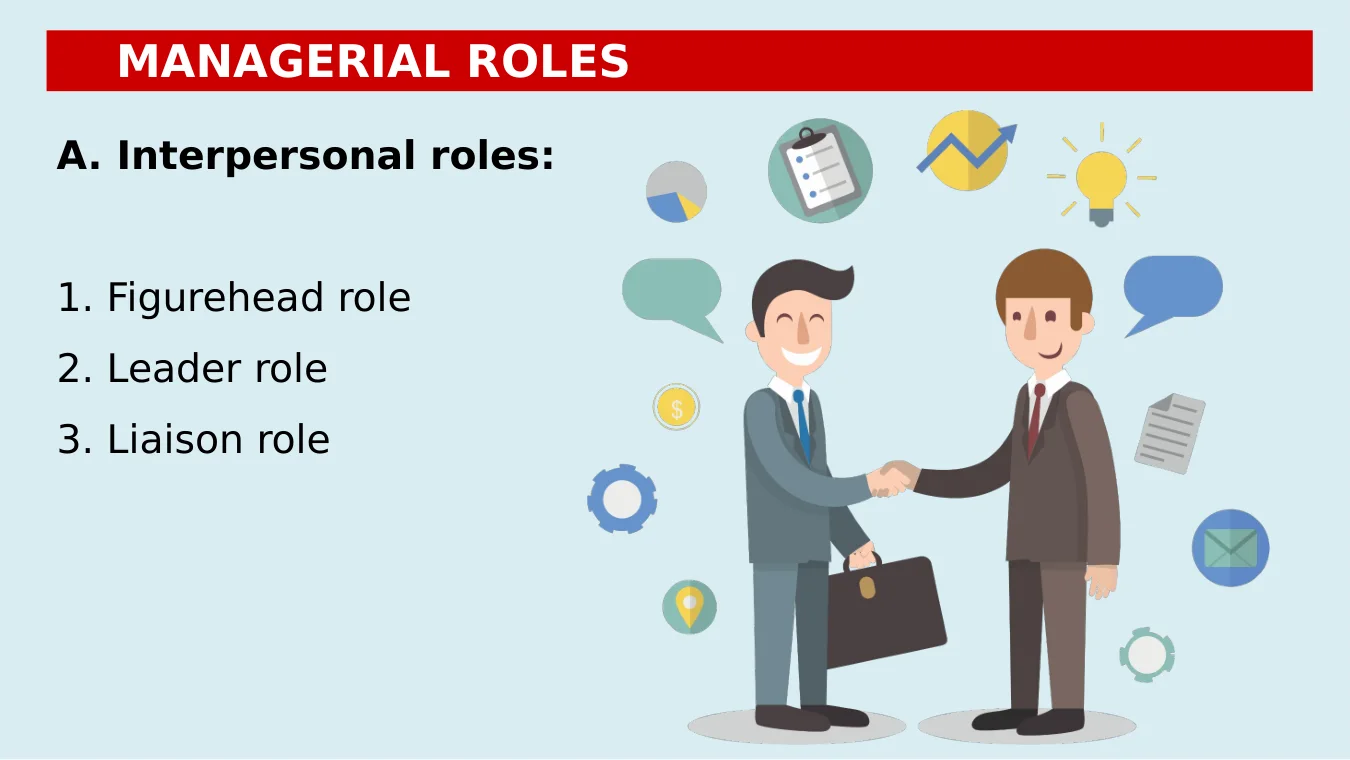 MANAGERIAL ROLES
A. Interpersonal roles:
1. Figurehead role
2. Leader role
3. Liaison role
$